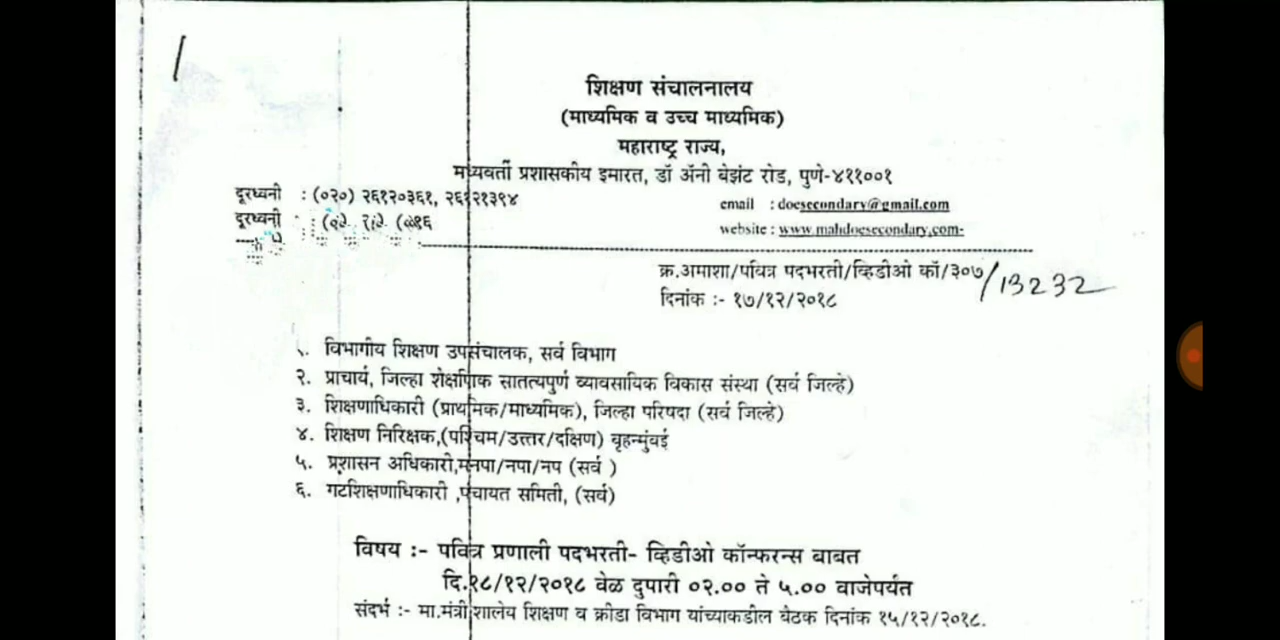 शिक्षण संचालनालय
(माध्यमिक व उच्च माध्यमिक)
महाराष्ट्र राज्य,
मध्यवर्ती प्रशासकीय इमारत, डॉ ॲनी बेझंट रोड, पुणे-४११००१
दूरध्वनी : (०२०) २६१२०३६१, २६१२१३९४
email : doesecondary@gmail.com
दूरध्वनी :
website : www.mahdoesecondary.com-
क्र.अमाशा/पवित्र पदभरती/व्हिडीओ कॉ/३०७/13232
दिनांक :- १७/१२/२०१८
१. विभागीय शिक्षण उपसंचालक, सर्व विभाग
२. प्राचार्य, जिल्हा शेक्षणिक सातत्यपुर्ण व्यावसायिक विकास संस्था (सर्व जिल्हे)
३. शिक्षणाधिकारी (प्राथमिक/माध्यमिक), जिल्हा परिषदा (सर्व जिल्हे)
४. शिक्षण निरिक्षक,(पश्चिम/उत्तर/दक्षिण) बृहन्मुंबई
५. प्रशासन अधिकारी,मनपा/नपा/नप (सर्व )
६. गटशिक्षणाधिकारी ,पंचायत समिती, (सर्व)
विषय :- पवित्र प्रणाली पदभरती- व्हिडीओ कॉन्फरन्स बाबत
दि.१८/१२/२०१८ वेळ दुपारी ०२.०० ते ५.०० वाजेपर्यंत
संदर्भ :- मा.मंत्री शालेय शिक्षण व क्रीडा विभाग यांच्याकडील बैठक दिनांक १५/१२/२०१८.